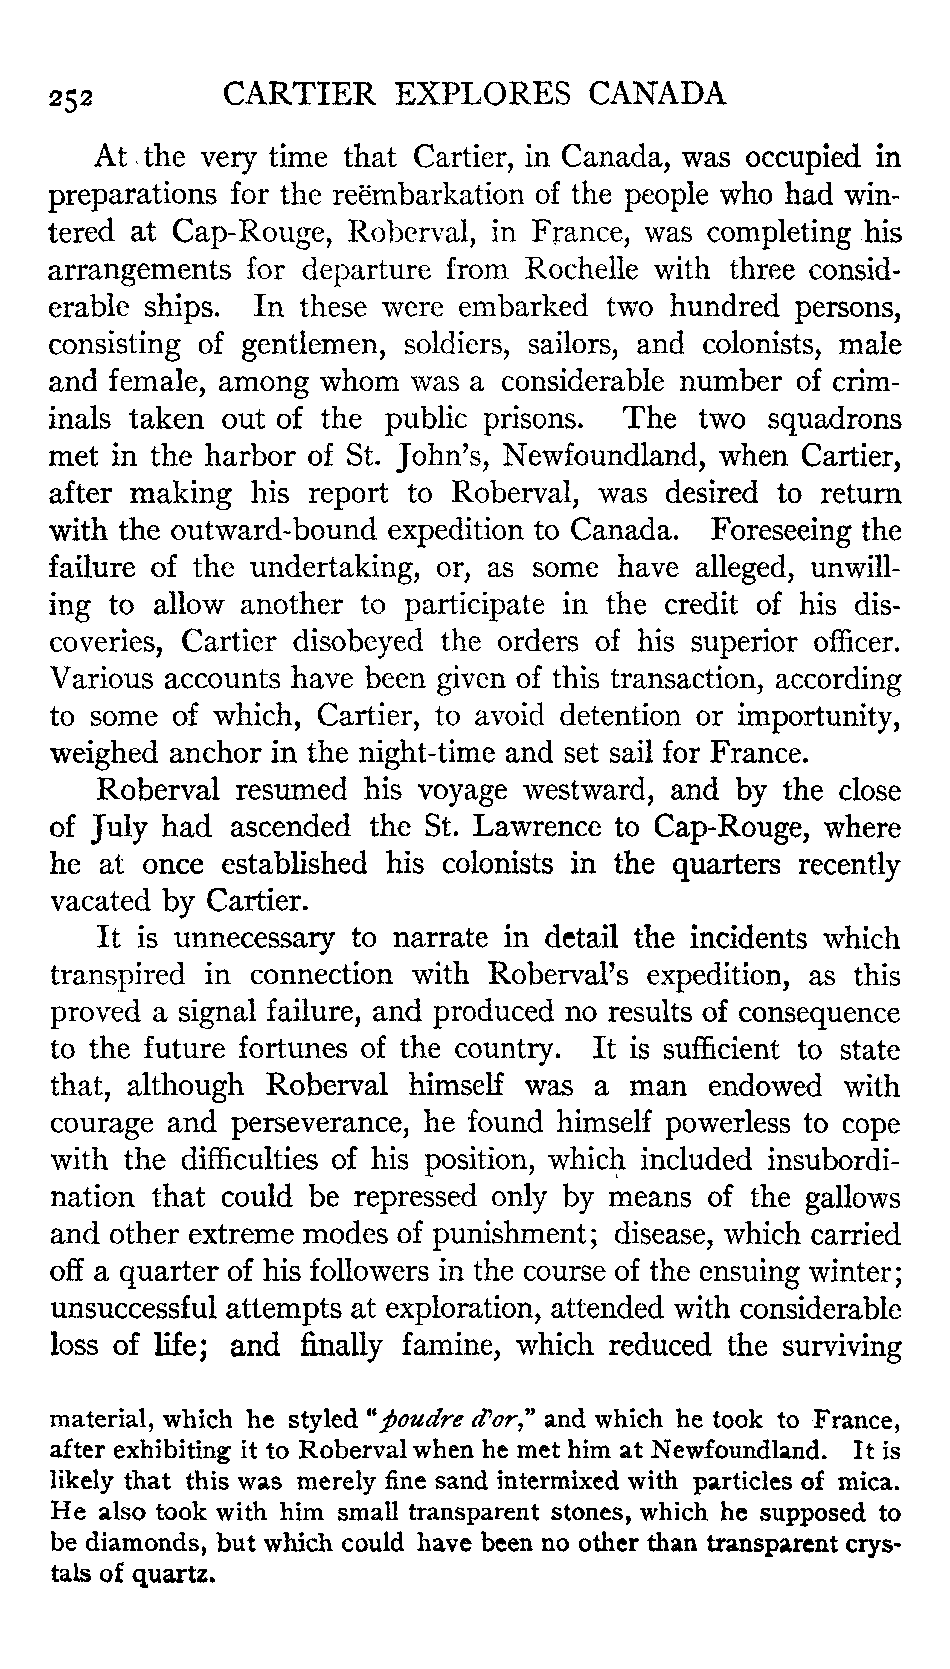 252 CARTIER EXPLORES CANADA
At the very time that Cartier, in Canada, was occupied in
preparations for the reëmbarkation of the people who had win-
tered at Cap-Rouge, Roberval, in France, was completing his
arrangements for departure from Rochelle with three consid-
erable ships. In these were embarked two hundred persons,
consisting of gentlemen, soldiers, sailors, and colonists, male
and female, among whom was a considerable number of crim-
inals taken out of the public prisons. The two squadrons
met in the harbor of St. John's, Newfoundland, when Cartier,
after making his report to Roberval, was desired to return
with the outward-bound expedition to Canada. Foreseeing the
failure of the undertaking, or, as some have alleged, unwill-
ing to allow another to participate in the credit of his dis-
coveries, Cartier disobeyed the orders of his superior officer.
Various accounts have been given of this transaction, according
to some of which, Cartier, to avoid detention or importunity,
weighed anchor in the night-time and set sail for France.
Roberval resumed his voyage westward, and by the close
of July had ascended the St. Lawrence to Cap-Rouge, where
he at once established his colonists in the quarters recently
vacated by Cartier.
It is unnecessary to narrate in detail the incidents which
transpired in connection with Roberval's expedition, as this
proved a signal failure, and produced no results of consequence
to the future fortunes of the country. It is sufficient to state
that, although Roberval himself was a man endowed with
courage and perseverance, he found himself powerless to cope
with the difficulties of his position, which included insubordi-
nation that could be repressed only by means of the gallows
and other extreme modes of punishment; disease, which carried
off a quarter of his followers in the course of the ensuing winter;
unsuccessful attempts at exploration, attended with considerable
loss of life; and finally famine, which reduced the surviving
material, which he styled "poudre d'or," and which he took to France,
after exhibiting it to Roberval when he met him at Newfoundland. It is
likely that this was merely fine sand intermixed with particles of mica.
He also took with him small transparent stones, which he supposed to
be diamonds, but which could have been no other than transparent crys-
tals of quartz.